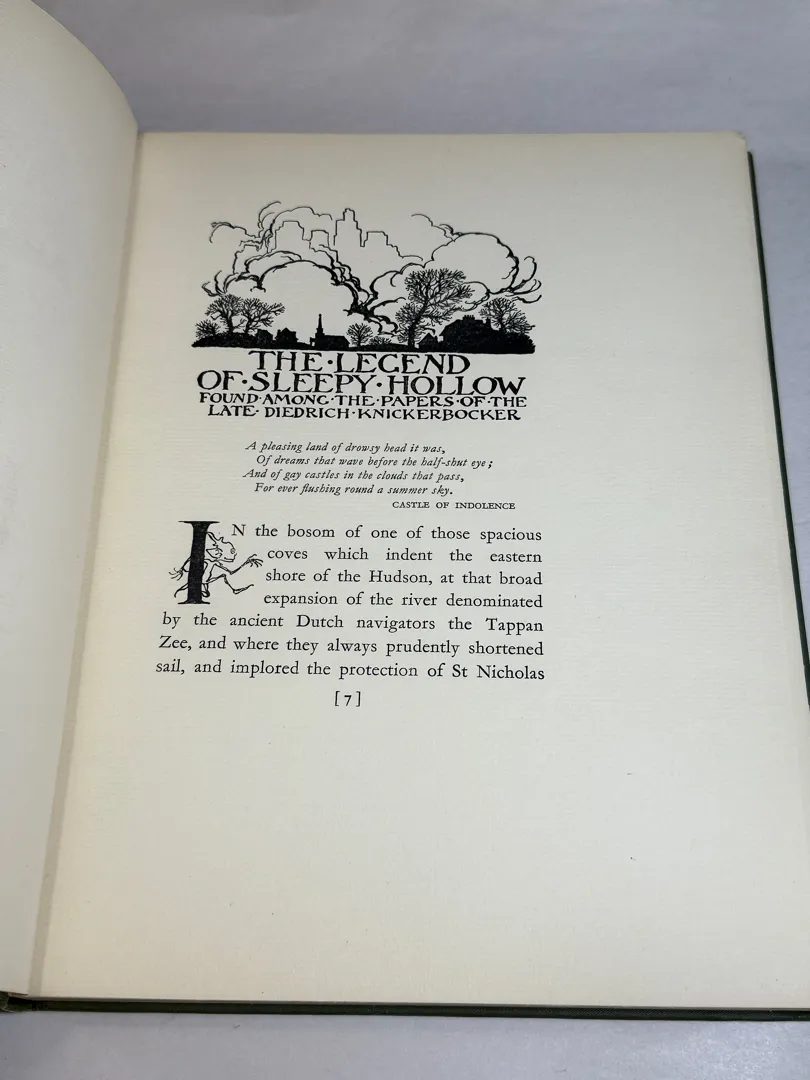 THE·LEGEND
OF·SLEEPY·HOLLOW
FOUND·AMONG·THE·PAPERS·OF·THE
LATE·DIEDRICH·KNICKERBOCKER
A pleasing land of drowsy head it was,
Of dreams that wave before the half-shut eye;
And of gay castles in the clouds that pass,
For ever flushing round a summer sky.
CASTLE OF INDOLENCE
IN the bosom of one of those spacious
coves which indent the eastern
shore of the Hudson, at that broad
expansion of the river denominated
by the ancient Dutch navigators the Tappan
Zee, and where they always prudently shortened
sail, and implored the protection of St Nicholas
[7]